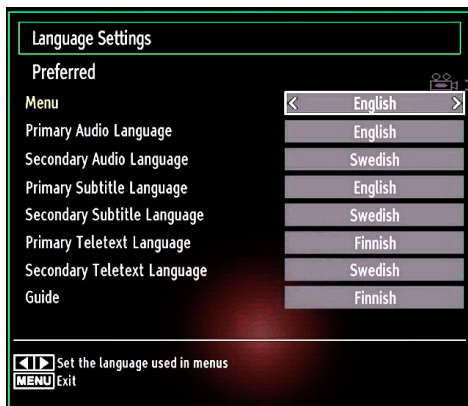 Language Settings
Preferred
Menu English
Primary Audio Language English
Secondary Audio Language Swedish
Primary Subtitle Language English
Secondary Subtitle Language Swedish
Primary Teletext Language Finnish
Secondary Teletext Language Swedish
Guide Finnish
Set the language used in menus
MENU Exit